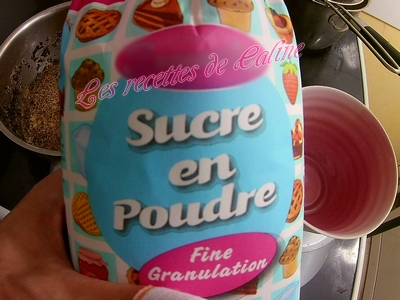 Les recettes de Caline
Sucre
en
Poudre
Fine
Granulation